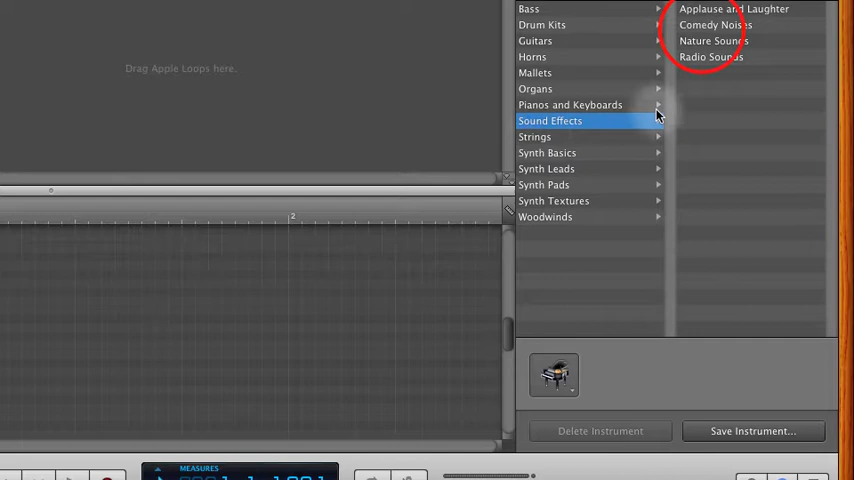 Bass
Drum Kits
Guitars
Horns
Mallets
Organs
Pianos and Keyboards
Sound Effects
Strings
Synth Basics
Synth Leads
Synth Pads
Synth Textures
Woodwinds
Applause and Laughter
Comedy Noises
Nature Sounds
Radio Sounds
Drag Apple Loops here.
2
Delete Instrument
Save Instrument...
MEASURES